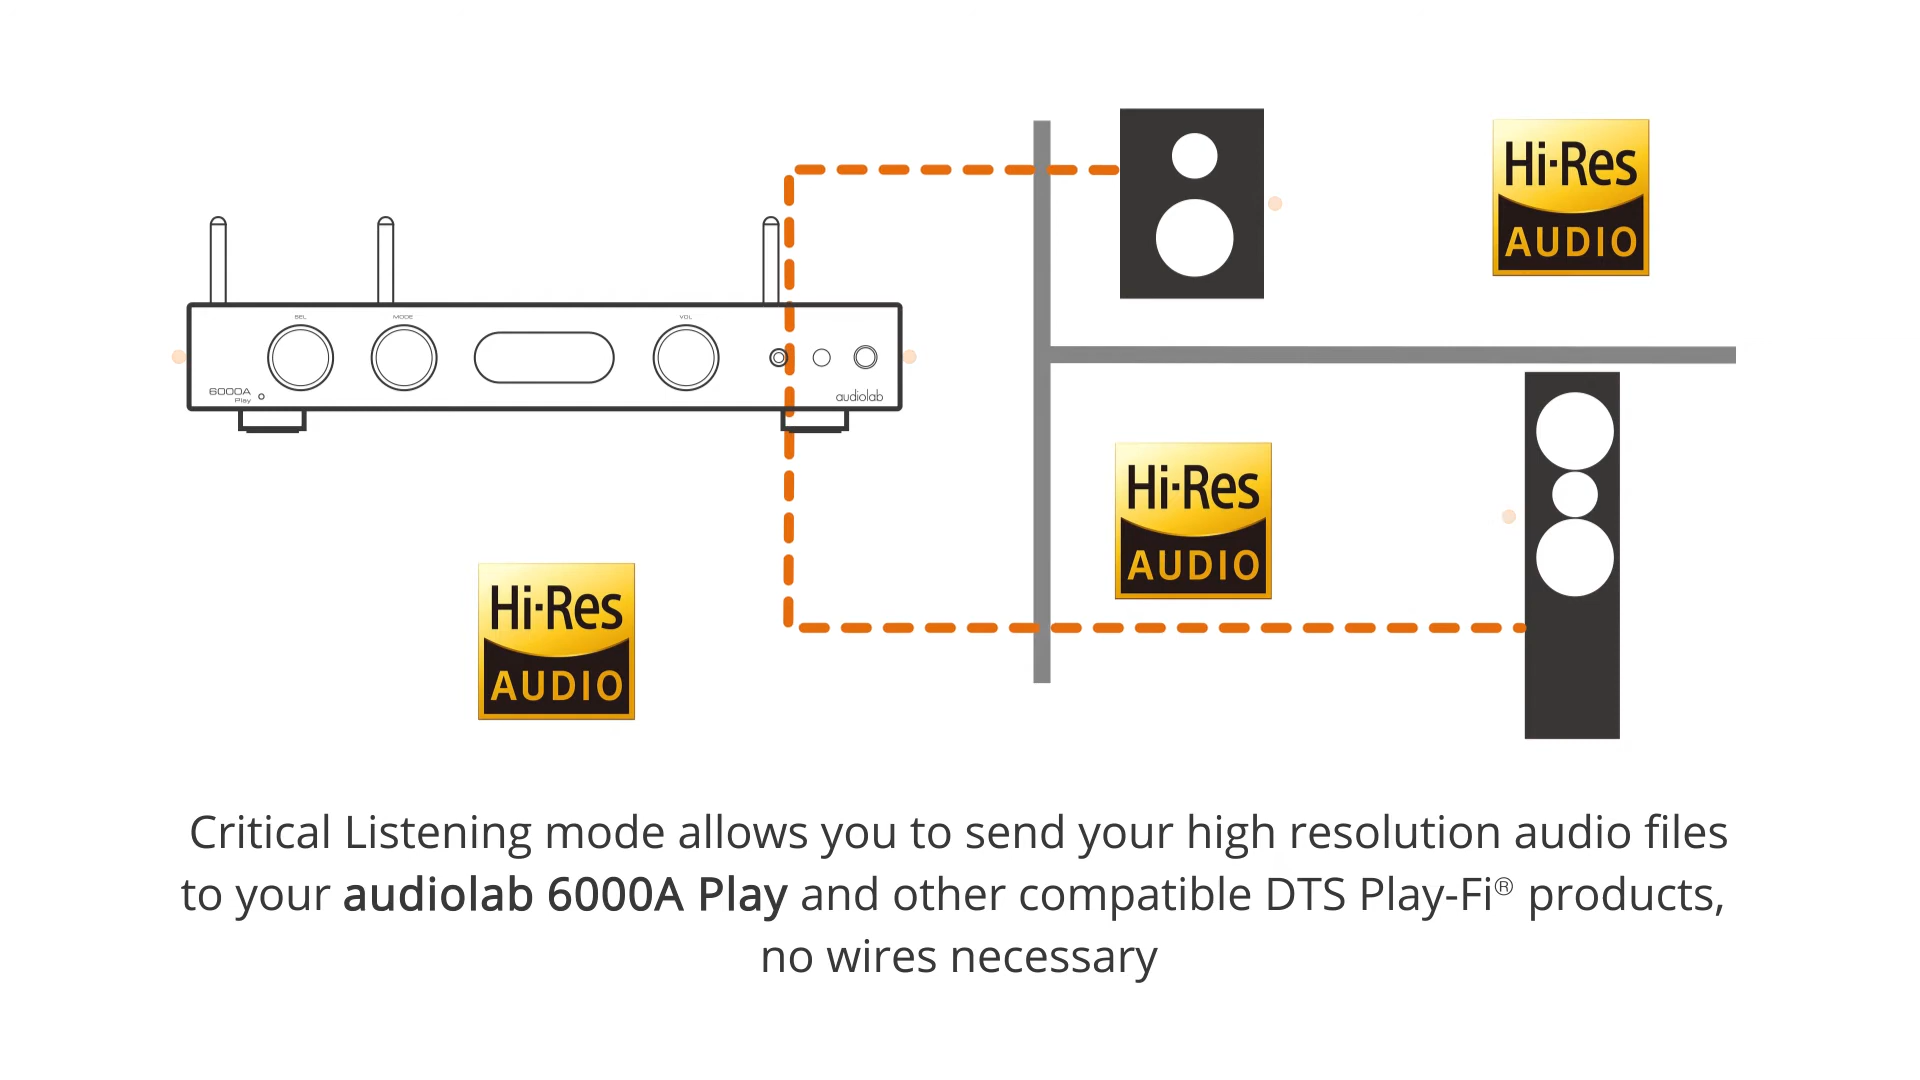 Hi-Res
AUDIO
SEL
MODE
VOL
6000A
Play
audiolab
Hi-Res
AUDIO
Hi-Res
AUDIO
Critical Listening mode allows you to send your high resolution audio files
to your audiolab 6000A Play and other compatible DTS Play-Fi® products,
no wires necessary